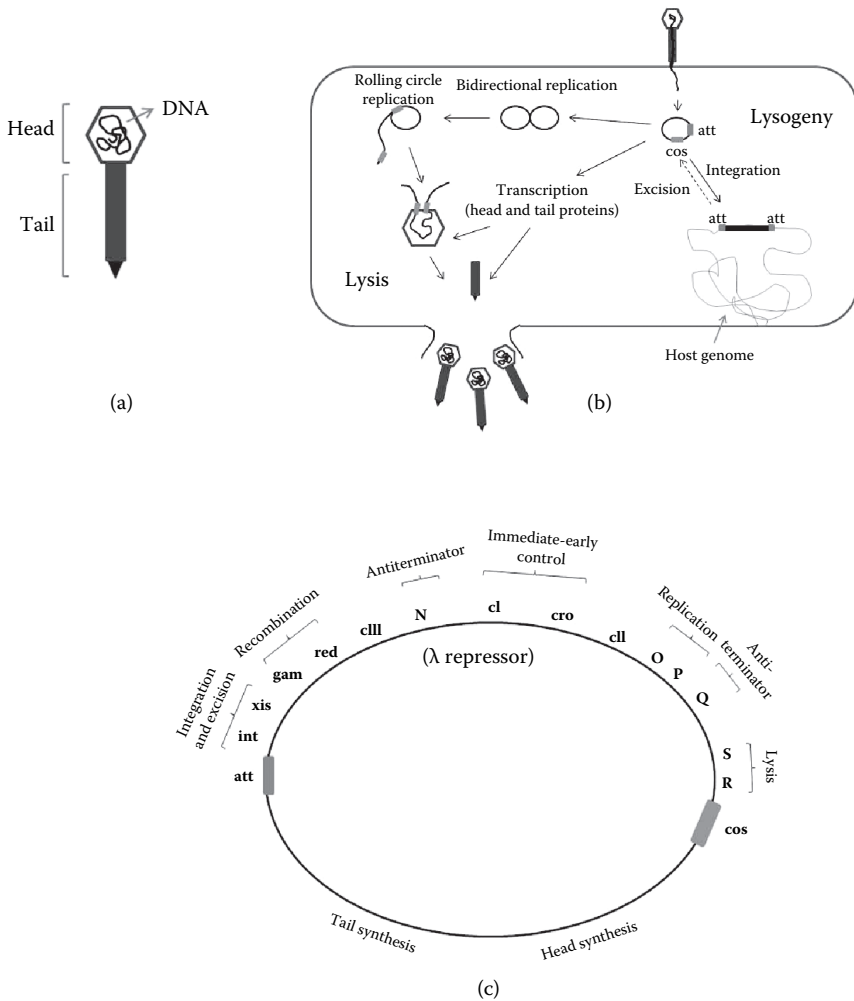 Head
DNA
Tail
(a)
Rolling circle
replication
Bidirectional replication
att
cos
Lysogeny
Integration
Excision
att
att
Transcription
(head and tail proteins)
Lysis
Host genome
(b)
Integration
and excision
Recombination
Antiterminator
Immediate-early
control
Replication
Anti-
terminator
Lysis
att
int
xis
gam
red
clll
N
cl
(λ repressor)
cro
cll
O
P
Q
S
R
cos
Tail synthesis
Head synthesis
(c)